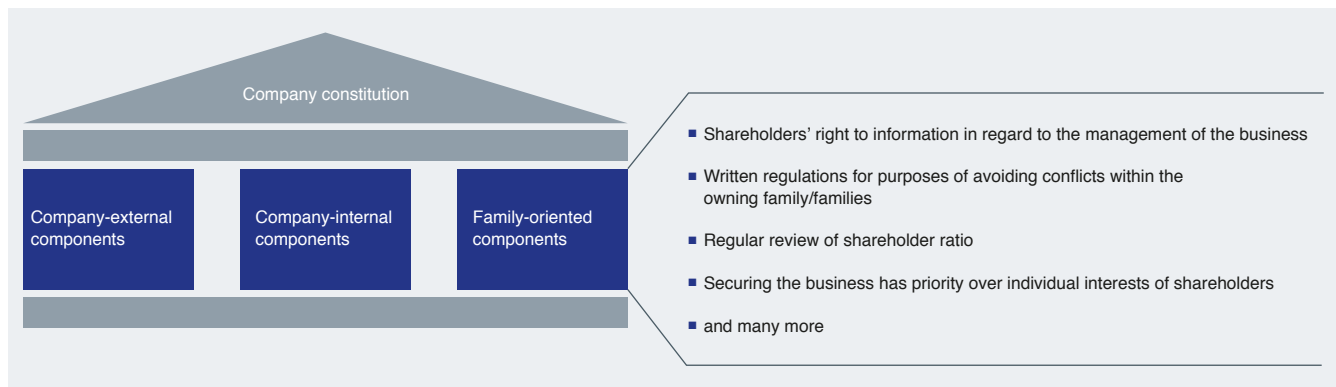 Company constitution
Company-external
components
Company-internal
components
Family-oriented
components
■ Shareholders’ right to information in regard to the management of the business
■ Written regulations for purposes of avoiding conflicts within the
owning family/families
■ Regular review of shareholder ratio
■ Securing the business has priority over individual interests of shareholders
■ and many more